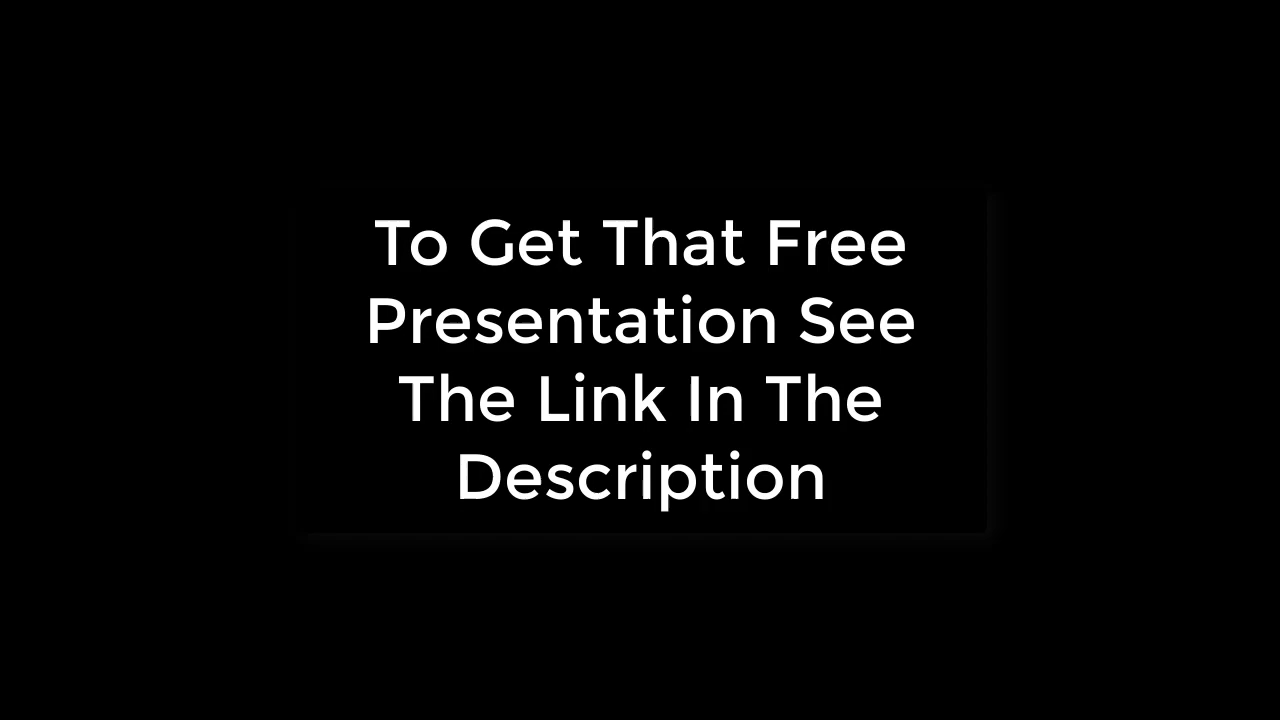 To Get That Free
Presentation See
The Link In The
Description